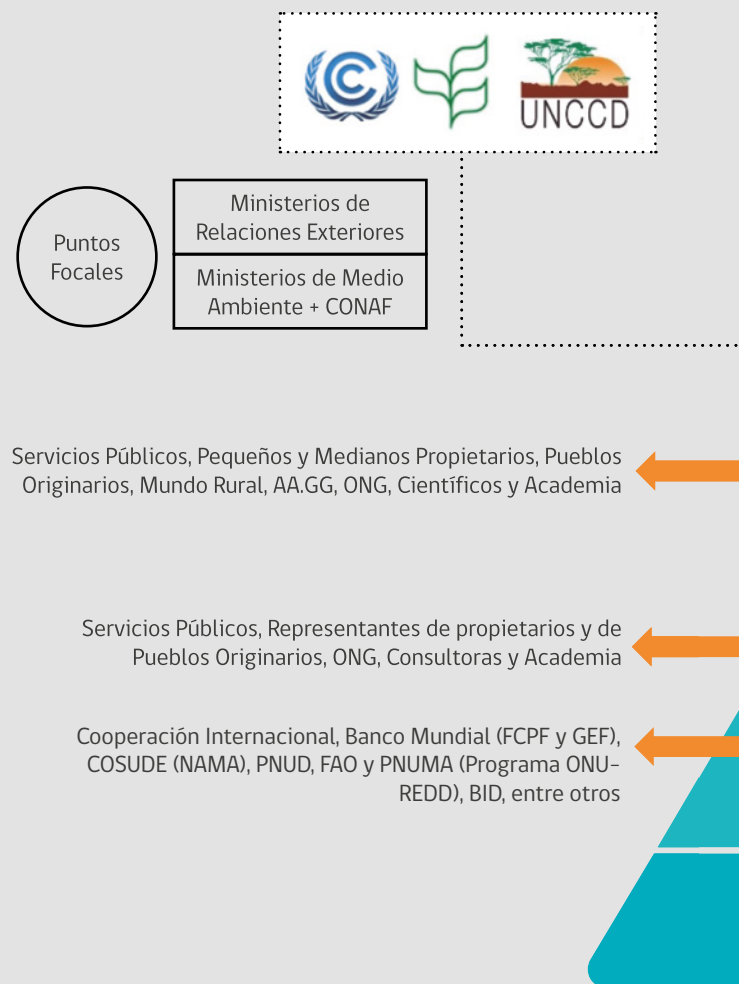 UNCCD
Puntos
Focales
Ministerios de
Relaciones Exteriores
Ministerios de Medio
Ambiente + CONAF
Servicios Públicos, Pequeños y Medianos Propietarios, Pueblos
Originarios, Mundo Rural, AA.GG, ONG, Científicos y Academia
Servicios Públicos, Representantes de propietarios y de
Pueblos Originarios, ONG, Consultoras y Academia
Cooperación Internacional, Banco Mundial (FCPF y GEF),
COSUDE (NAMA), PNUD, FAO y PNUMA (Programa ONU-
REDD), BID, entre otros